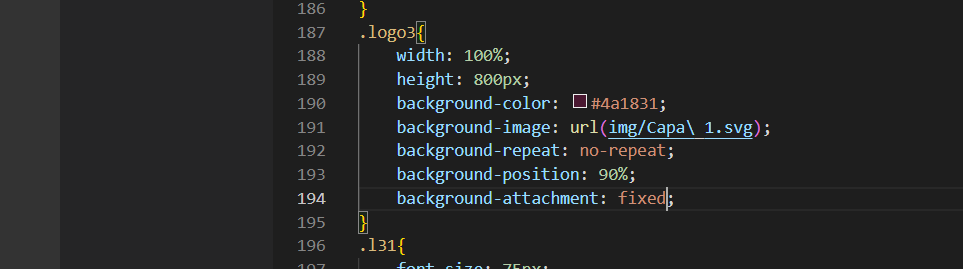 186 }
187 .logo3{
188 width: 100%;
189 height: 800px;
190 background-color: #4a1831;
191 background-image: url(img/Capa\ 1.svg);
192 background-repeat: no-repeat;
193 background-position: 90%;
194 background-attachment: fixed;
195 }
196 .l31{
197 font-size: 75px;